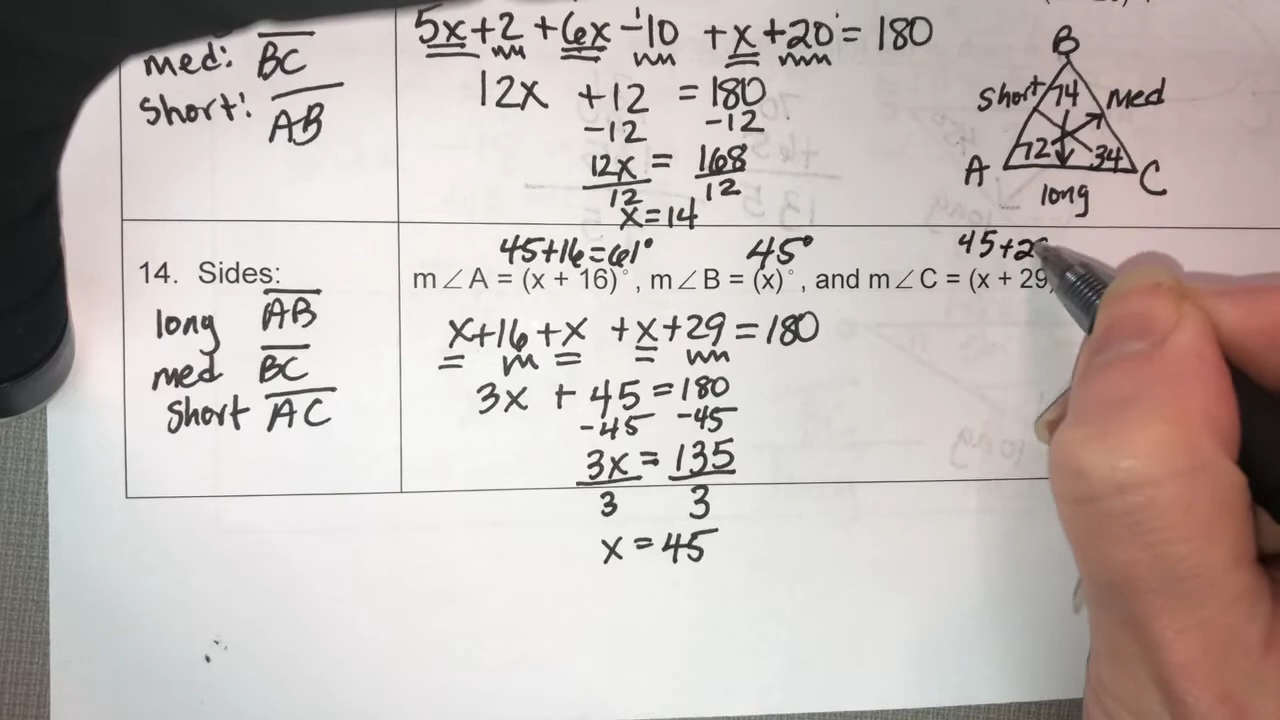 med: BC
short: AB
5x+2 +6x-10 +x+20=180
12x +12 =180
-12 -12
12x = 168
12 12
x=14
B
short 74 med
72 34
A C
long
14. Sides:
long AB
med BC
short AC
45+16=61° 45° 45+2
m∠A = (x + 16)°, m∠B = (x)°, and m∠C = (x + 29)
x+16+x +x+29=180
3x + 45=180
-45 -45
3x = 135
3 3
x = 45